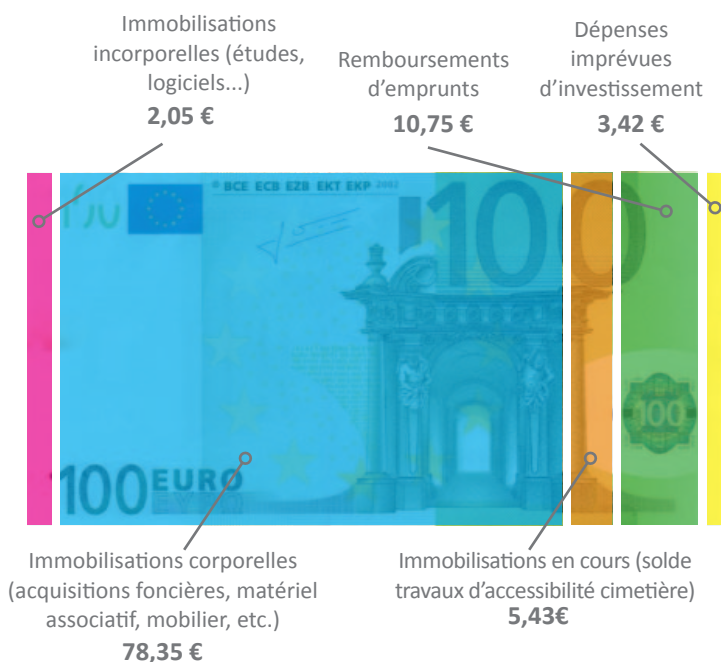 Immobilisations
incorporelles (études,
logiciels...)
2,05 €
Remboursements
d'emprunts
10,75 €
Dépenses
imprévues
d'investissement
3,42 €
© BCE ECB EZB EKT EKP 2002
100
100
100 EURO
ΕΥΡΩ
Immobilisations corporelles
(acquisitions foncières, matériel
associatif, mobilier, etc.)
78,35 €
Immobilisations en cours (solde
travaux d'accessibilité cimetière)
5,43€